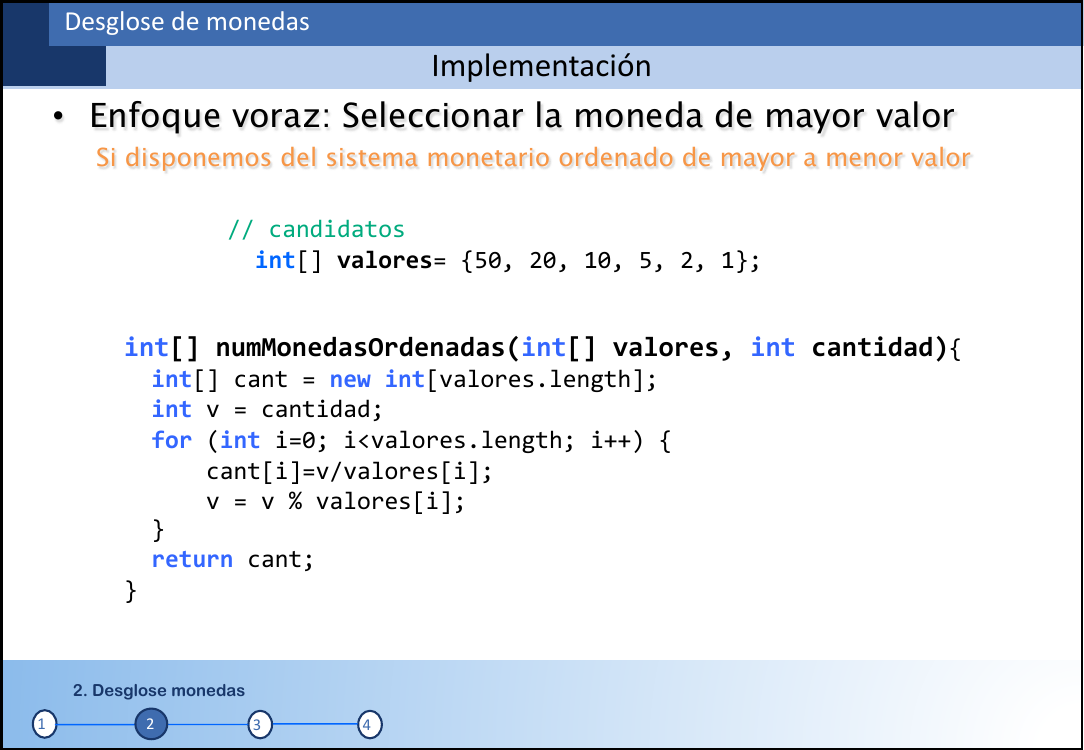 Desglose de monedas
Implementación
• Enfoque voraz: Seleccionar la moneda de mayor valor
Si disponemos del sistema monetario ordenado de mayor a menor valor
// candidatos
int[] valores= {50, 20, 10, 5, 2, 1};
int[] numMonedasOrdenadas(int[] valores, int cantidad){
int[] cant = new int[valores.length];
int v = cantidad;
for (int i=0; i<valores.length; i++) {
cant[i]=v/valores[i];
v = v % valores[i];
}
return cant;
}
2. Desglose monedas
1 2 3 4